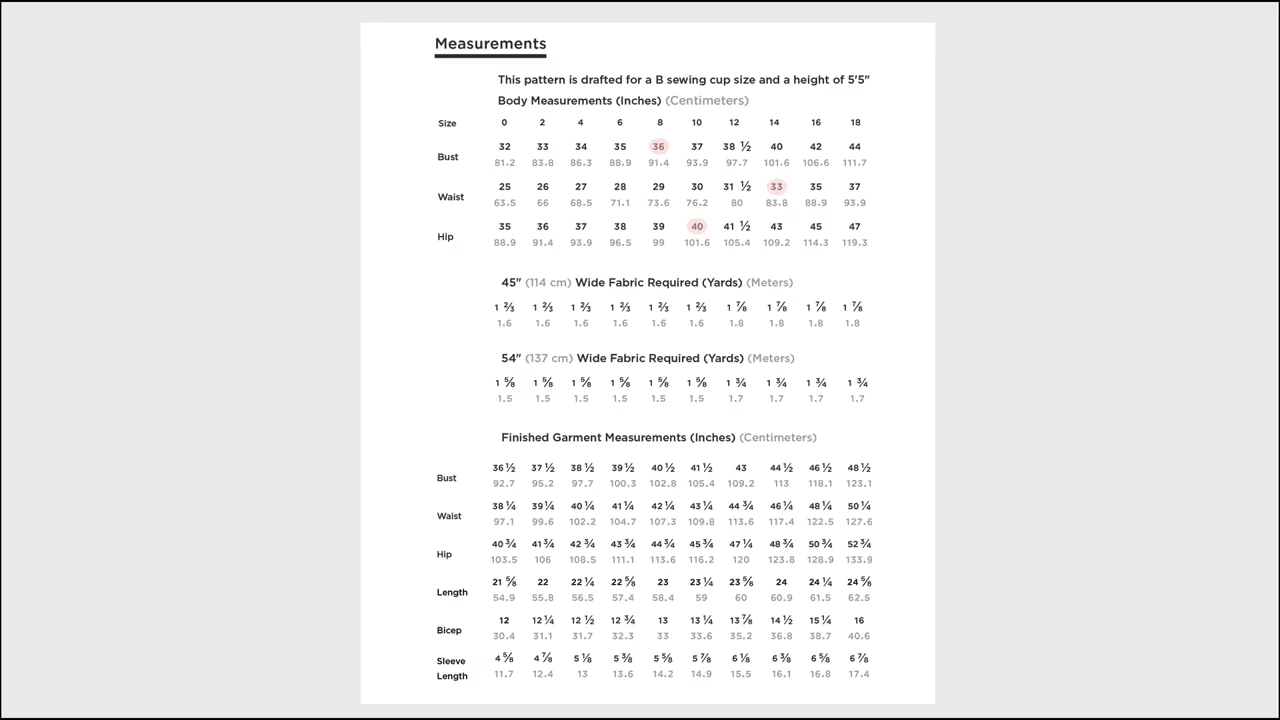 Measurements
This pattern is drafted for a B sewing cup size and a height of 5'5"
Body Measurements (Inches) (Centimeters)
Size 0 2 4 6 8 10 12 14 16 18
32 33 34 35 36 37 38 ½ 40 42 44
Bust
81.2 83.8 86.3 88.9 91.4 93.9 97.7 101.6 106.6 111.7
25 26 27 28 29 30 31 ½ 33 35 37
Waist
63.5 66 68.5 71.1 73.6 76.2 80 83.8 88.9 93.9
35 36 37 38 39 40 41 ½ 43 45 47
Hip
88.9 91.4 93.9 96.5 99 101.6 105.4 109.2 114.3 119.3
45" (114 cm) Wide Fabric Required (Yards) (Meters)
1 ⅔ 1 ⅔ 1 ⅔ 1 ⅔ 1 ⅔ 1 ⅔ 1 ⅞ 1 ⅞ 1 ⅞ 1 ⅞
1.6 1.6 1.6 1.6 1.6 1.6 1.8 1.8 1.8 1.8
54" (137 cm) Wide Fabric Required (Yards) (Meters)
1 ⅝ 1 ⅝ 1 ⅝ 1 ⅝ 1 ⅝ 1 ⅝ 1 ¾ 1 ¾ 1 ¾ 1 ¾
1.5 1.5 1.5 1.5 1.5 1.5 1.7 1.7 1.7 1.7
Finished Garment Measurements (Inches) (Centimeters)
36 ½ 37 ½ 38 ½ 39 ½ 40 ½ 41 ½ 43 44 ½ 46 ½ 48 ½
Bust
92.7 95.2 97.7 100.3 102.8 105.4 109.2 113 118.1 123.1
38 ¼ 39 ¼ 40 ¼ 41 ¼ 42 ¼ 43 ¼ 44 ¾ 46 ¼ 48 ¼ 50 ¼
Waist
97.1 99.6 102.2 104.7 107.3 109.8 113.6 117.4 122.5 127.6
40 ¾ 41 ¾ 42 ¾ 43 ¾ 44 ¾ 45 ¾ 47 ¼ 48 ¾ 50 ¾ 52 ¾
Hip
103.5 106 108.5 111.1 113.6 116.2 120 123.8 128.9 133.9
21 ⅝ 22 22 ¼ 22 ⅝ 23 23 ¼ 23 ⅝ 24 24 ¼ 24 ⅝
Length
54.9 55.8 56.5 57.4 58.4 59 60 60.9 61.5 62.5
12 12 ¼ 12 ½ 12 ¾ 13 13 ¼ 13 ⅞ 14 ½ 15 ¼ 16
Bicep
30.4 31.1 31.7 32.3 33 33.6 35.2 36.8 38.7 40.6
Sleeve 4 ⅝ 4 ⅞ 5 ⅛ 5 ⅜ 5 ⅝ 5 ⅞ 6 ⅛ 6 ⅜ 6 ⅝ 6 ⅞
Length 11.7 12.4 13 13.6 14.2 14.9 15.5 16.1 16.8 17.4